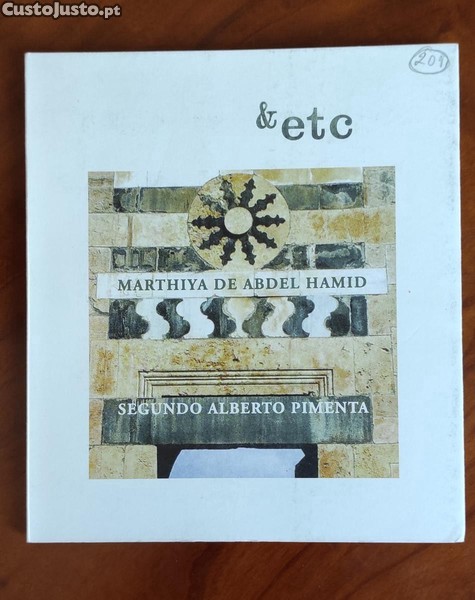 CustoJusto.pt
209
& etc
MARTHIYA DE ABDEL HAMID
SEGUNDO ALBERTO PIMENTA